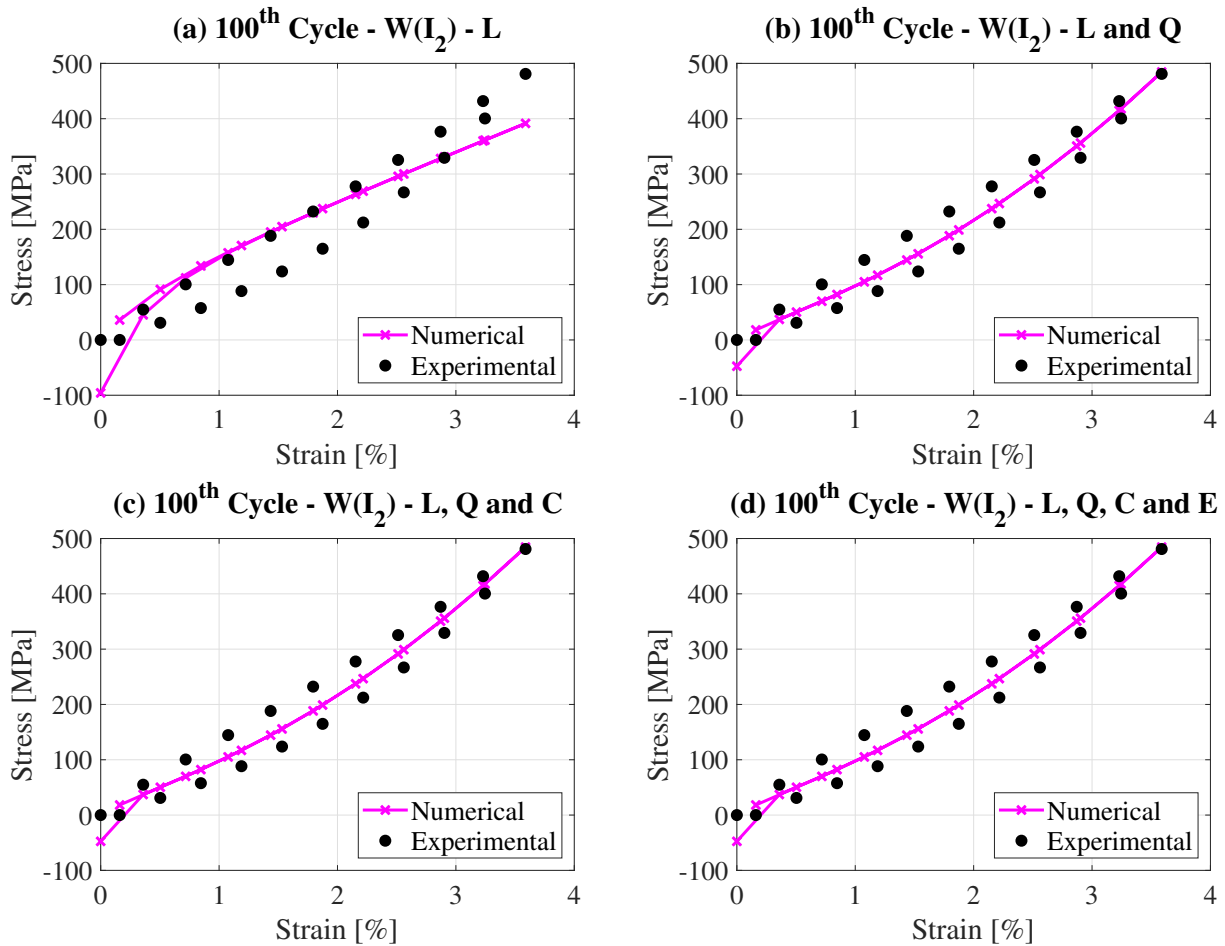 (a) 100th Cycle - W(I2) - L
500
400
300
200
100
0
-100
Stress [MPa]
0 1 2 3 4
Strain [%]
Numerical
Experimental
(b) 100th Cycle - W(I2) - L and Q
500
400
300
200
100
0
-100
Stress [MPa]
0 1 2 3 4
Strain [%]
Numerical
Experimental
(c) 100th Cycle - W(I2) - L, Q and C
500
400
300
200
100
0
-100
Stress [MPa]
0 1 2 3 4
Strain [%]
Numerical
Experimental
(d) 100th Cycle - W(I2) - L, Q, C and E
500
400
300
200
100
0
-100
Stress [MPa]
0 1 2 3 4
Strain [%]
Numerical
Experimental